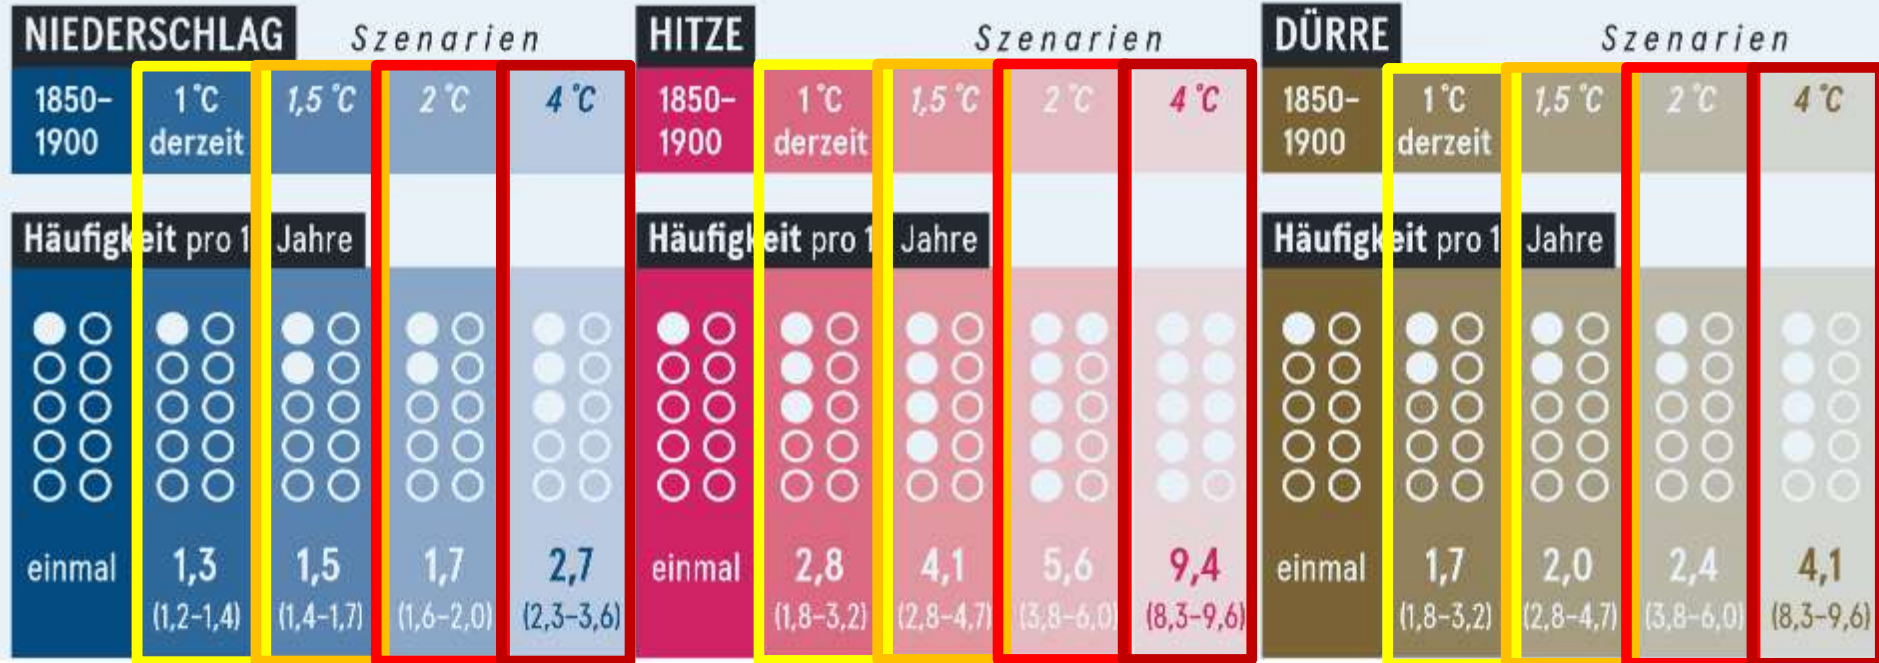 NIEDERSCHLAG Szenarien
1850– 1 °C 1,5 °C 2 °C 4 °C
1900 derzeit
Häufigkeit pro 1 Jahre
einmal 1,3 1,5 1,7 2,7
(1,2–1,4) (1,4–1,7) (1,6–2,0) (2,3–3,6)
HITZE Szenarien
1850– 1 °C 1,5 °C 2 °C 4 °C
1900 derzeit
Häufigkeit pro 1 Jahre
einmal 2,8 4,1 5,6 9,4
(1,8–3,2) (2,8–4,7) (3,8–6,0) (8,3–9,6)
DÜRRE Szenarien
1850– 1 °C 1,5 °C 2 °C 4 °C
1900 derzeit
Häufigkeit pro 1 Jahre
einmal 1,7 2,0 2,4 4,1
(1,8–3,2) (2,8–4,7) (3,8–6,0) (8,3–9,6)